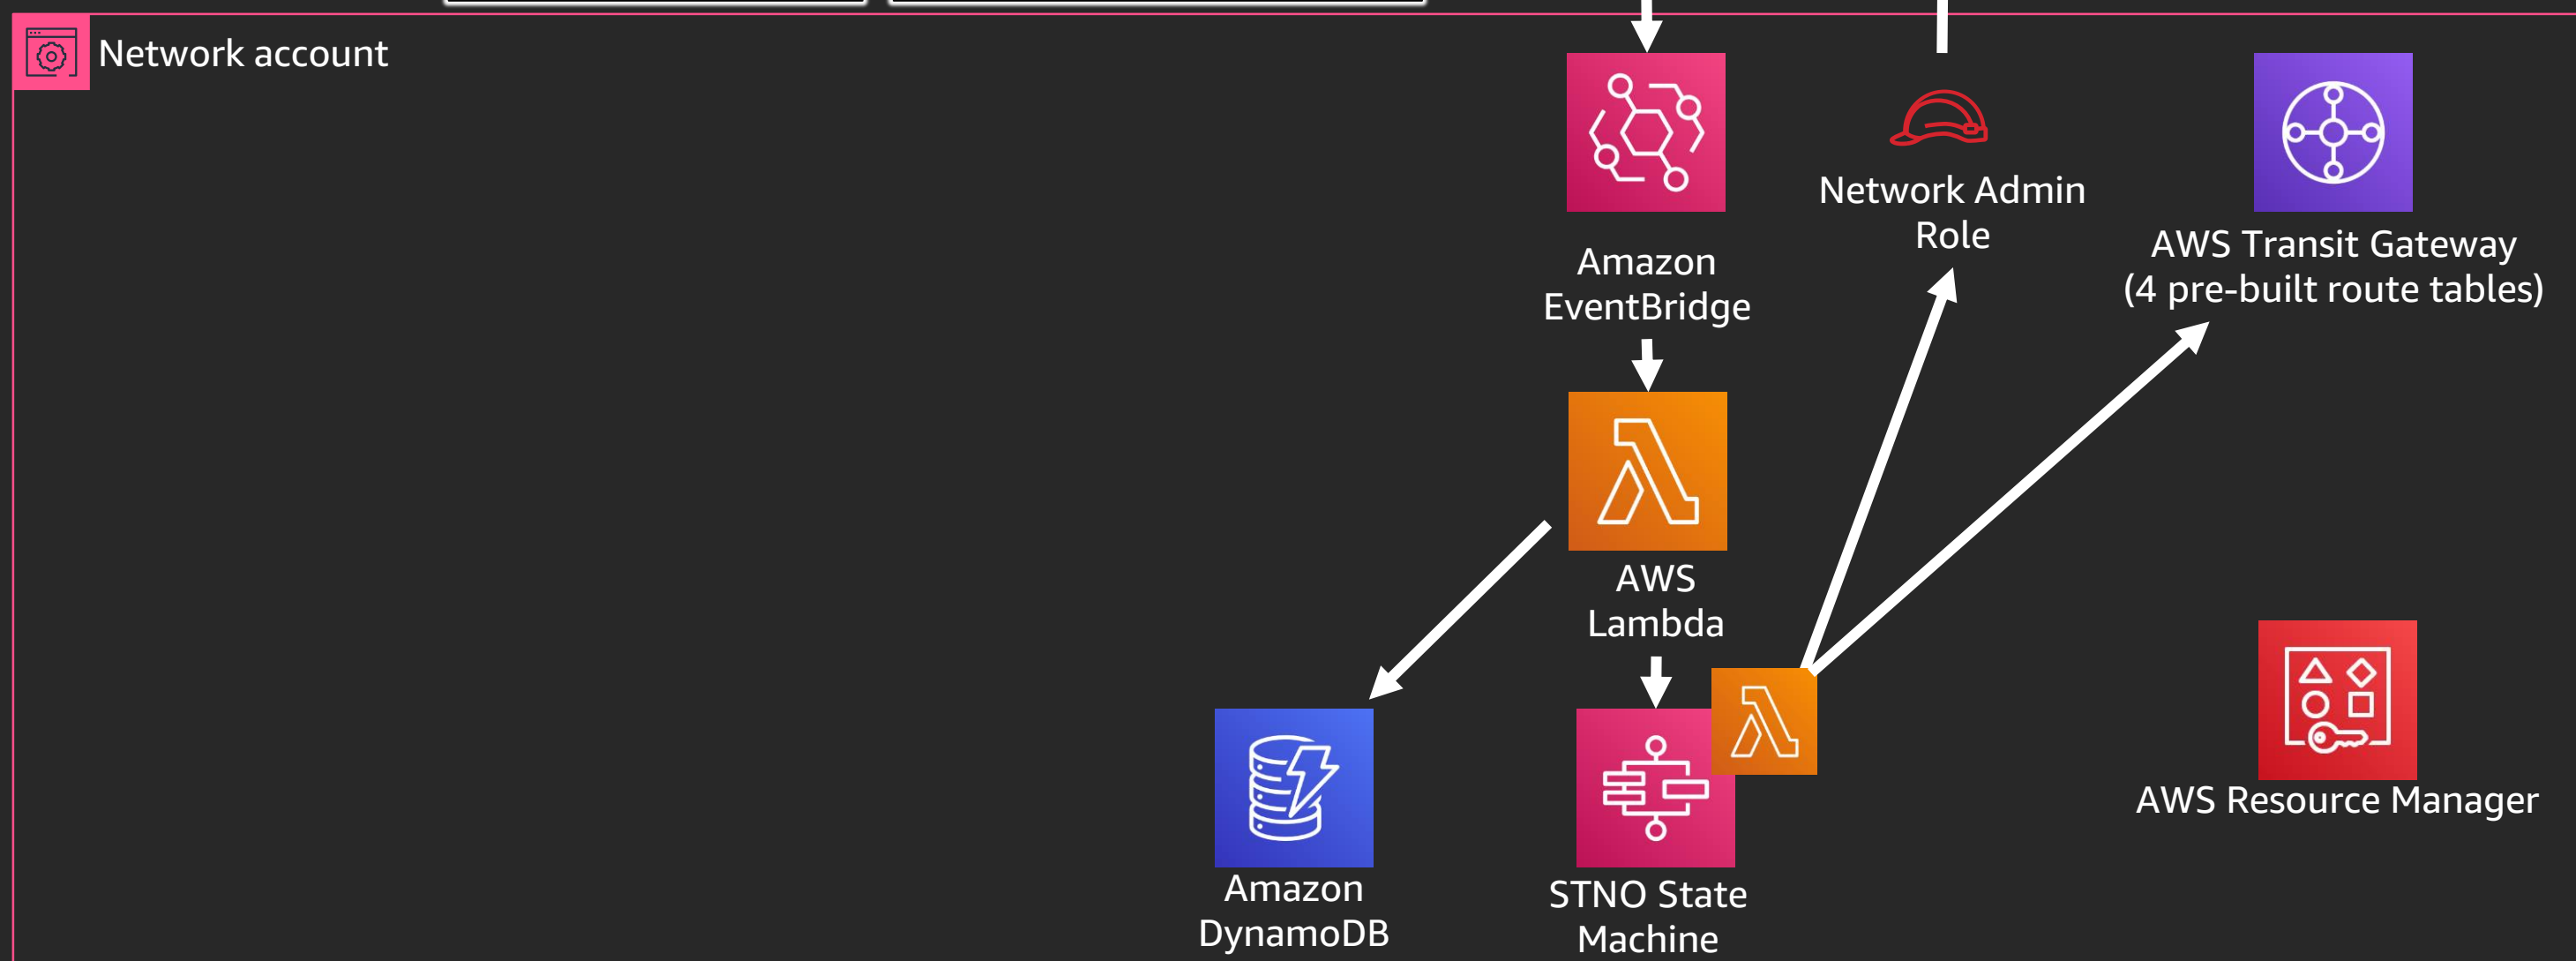 Network account
Amazon
EventBridge
Network Admin
Role
AWS Transit Gateway
(4 pre-built route tables)
AWS
Lambda
AWS Resource Manager
Amazon
DynamoDB
STNO State
Machine